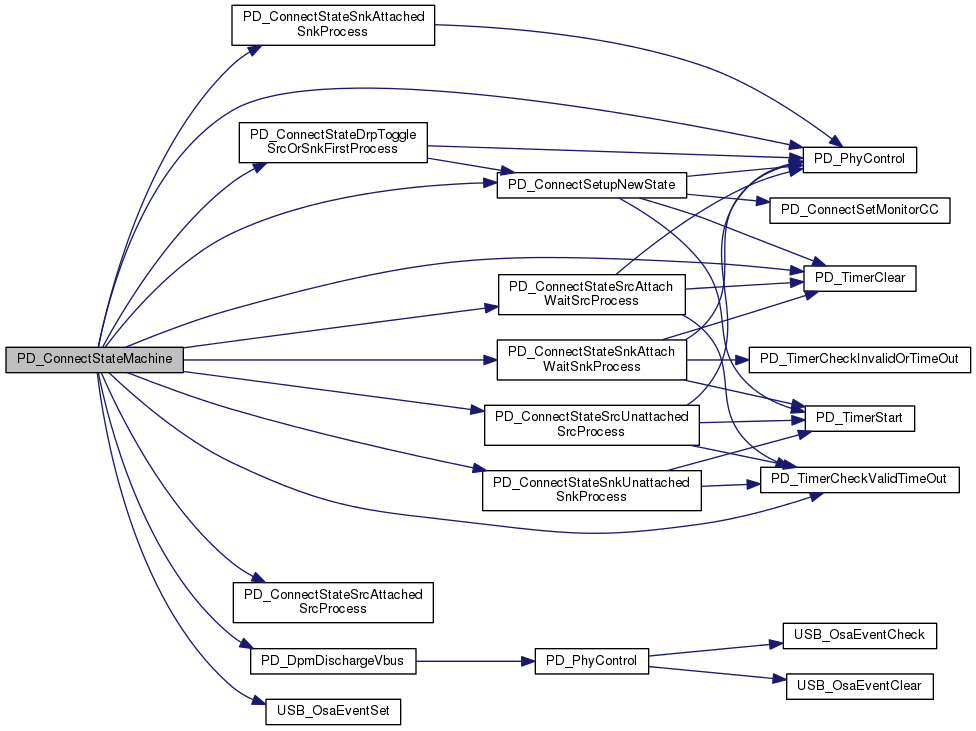 PD_ConnectStateSnkAttached
SnkProcess
PD_ConnectStateDrpToggle
SrcOrSnkFirstProcess
PD_PhyControl
PD_ConnectSetupNewState
PD_ConnectSetMonitorCC
PD_TimerClear
PD_ConnectStateSrcAttach
WaitSrcProcess
PD_ConnectStateMachine
PD_ConnectStateSnkAttach
WaitSnkProcess
PD_TimerCheckInvalidOrTimeOut
PD_ConnectStateSrcUnattached
SrcProcess
PD_TimerStart
PD_ConnectStateSnkUnattached
SnkProcess
PD_TimerCheckValidTimeOut
PD_ConnectStateSrcAttached
SrcProcess
PD_DpmDischargeVbus
PD_PhyControl
USB_OsaEventCheck
USB_OsaEventClear
USB_OsaEventSet